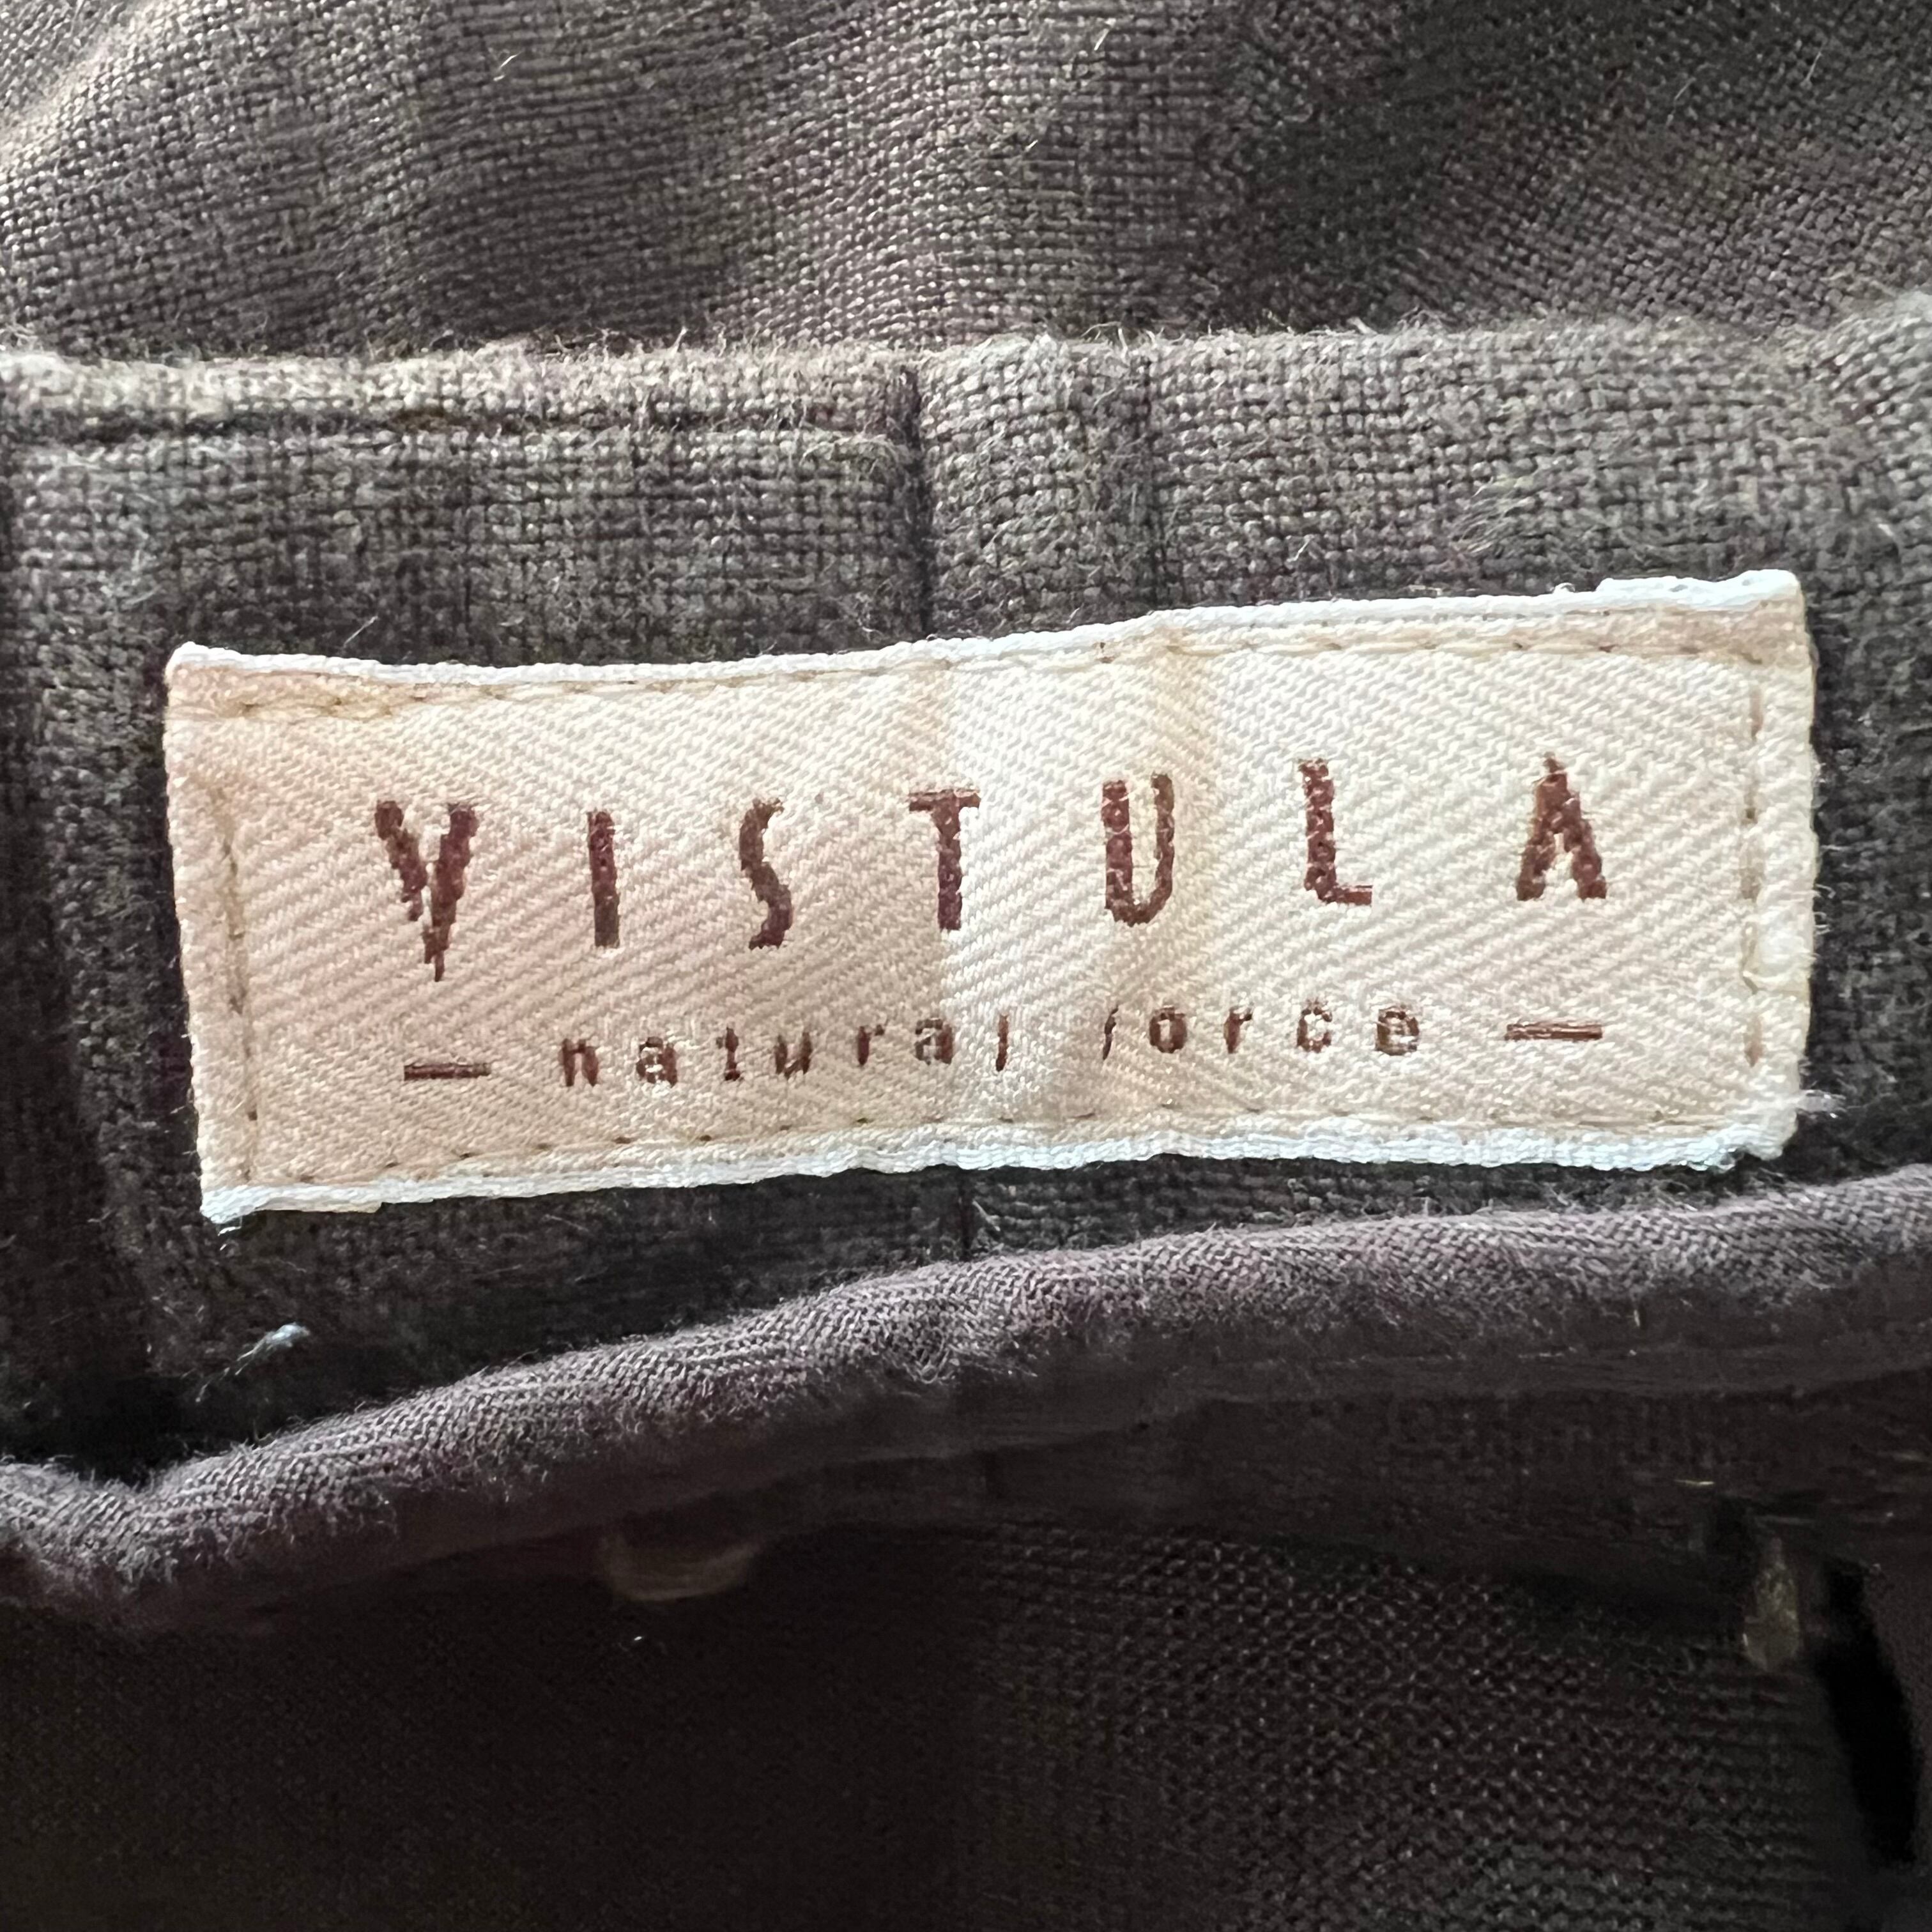 VISTULA
— natural force —